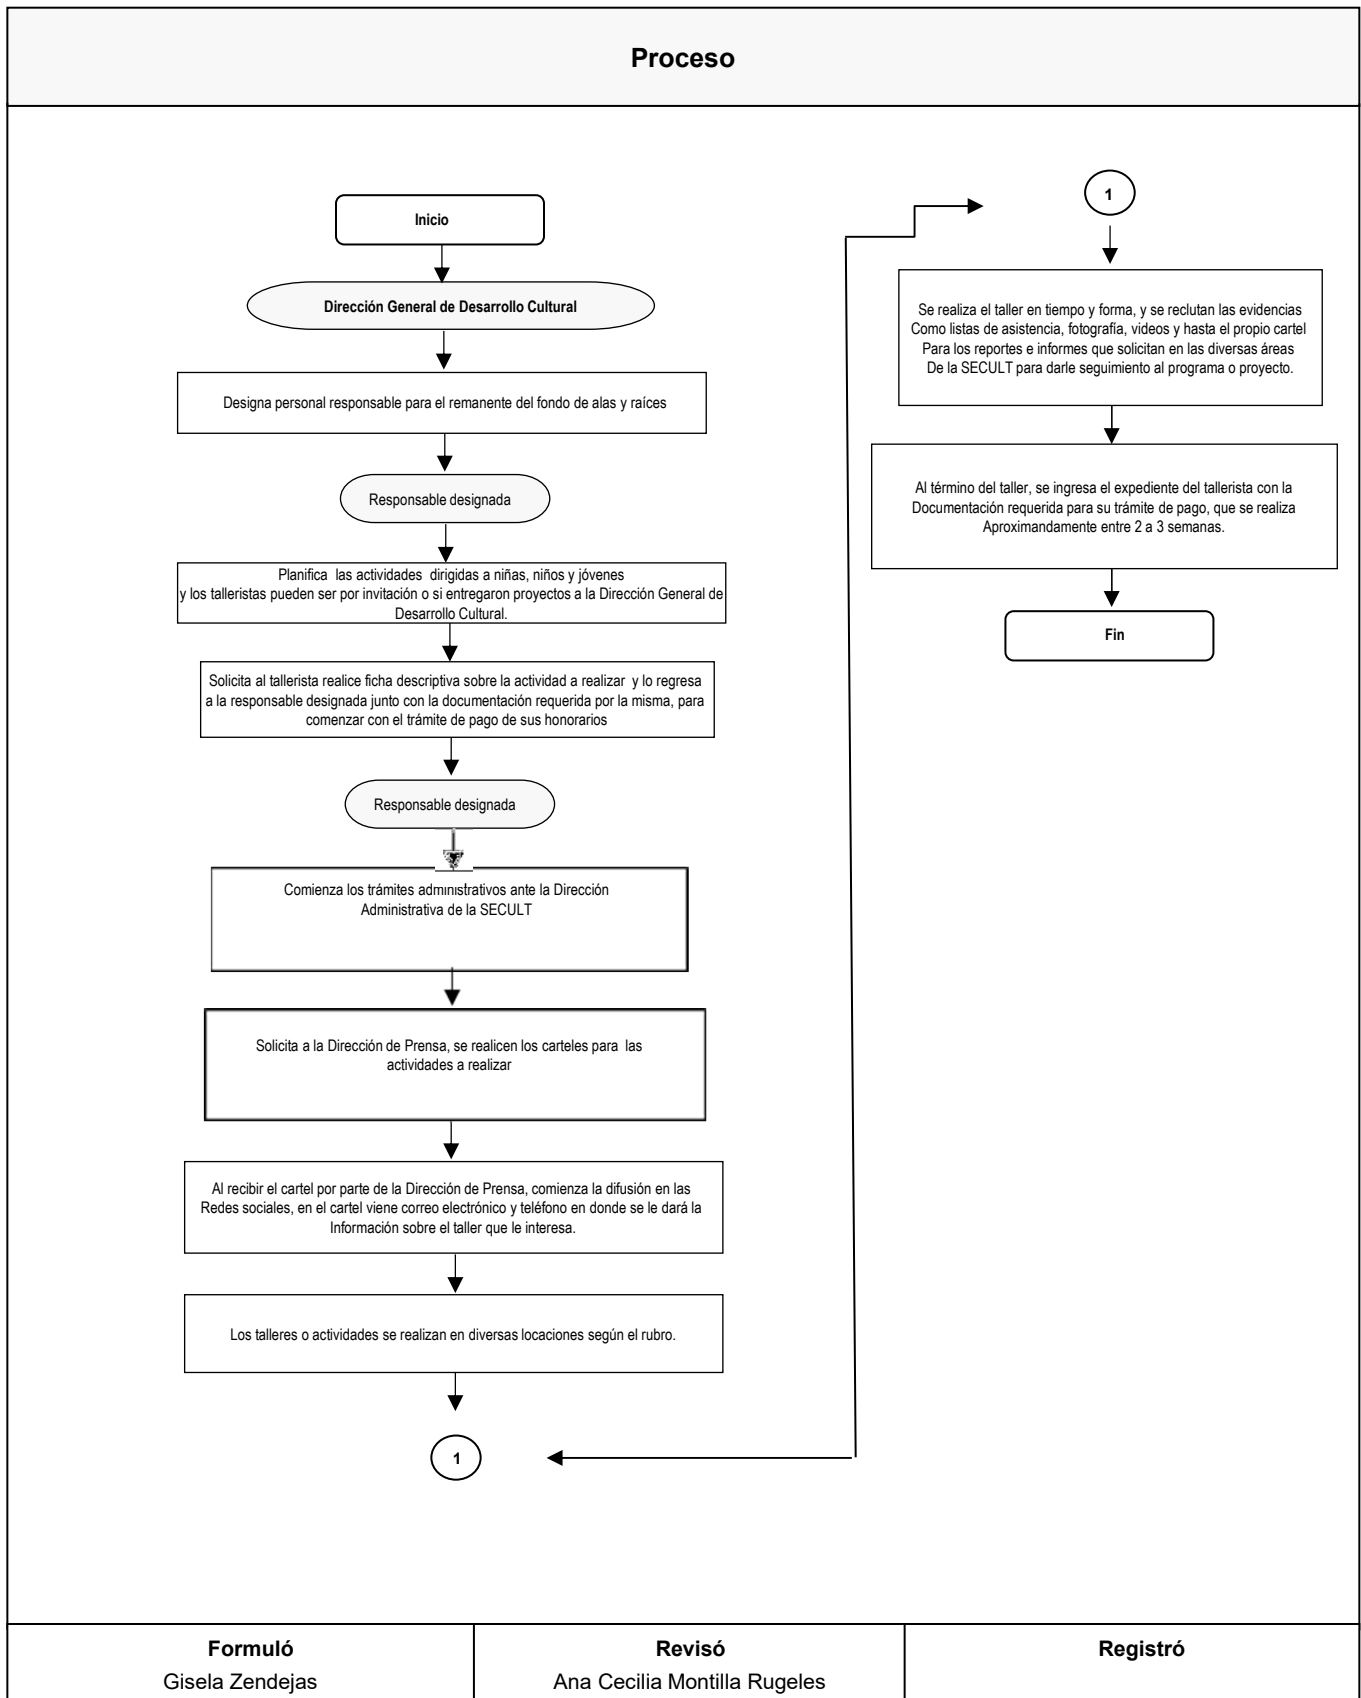 Proceso
Inicio
Dirección General de Desarrollo Cultural
Designa personal responsable para el remanente del fondo de alas y raíces
Responsable designada
Planifica las actividades dirigidas a niñas, niños y jóvenes
y los talleristas pueden ser por invitación o si entregaron proyectos a la Dirección General de
Desarrollo Cultural.
Solicita al tallerista realice ficha descriptiva sobre la actividad a realizar y lo regresa
a la responsable designada junto con la documentación requerida por la misma, para
comenzar con el trámite de pago de sus honorarios
Responsable designada
Comienza los trámites administrativos ante la Dirección
Administrativa de la SECULT
Solicita a la Dirección de Prensa, se realicen los carteles para las
actividades a realizar
Al recibir el cartel por parte de la Dirección de Prensa, comienza la difusión en las
Redes sociales, en el cartel viene correo electrónico y teléfono en donde se le dará la
Información sobre el taller que le interesa.
Los talleres o actividades se realizan en diversas locaciones según el rubro.
1
1
Se realiza el taller en tiempo y forma, y se reclutan las evidencias
Como listas de asistencia, fotografía, videos y hasta el propio cartel
Para los reportes e informes que solicitan en las diversas áreas
De la SECULT para darle seguimiento al programa o proyecto.
Al término del taller, se ingresa el expediente del tallerista con la
Documentación requerida para su trámite de pago, que se realiza
Aproximandamente entre 2 a 3 semanas.
Fin
Formuló
Gisela Zendejas
Revisó
Ana Cecilia Montilla Rugeles
Registró